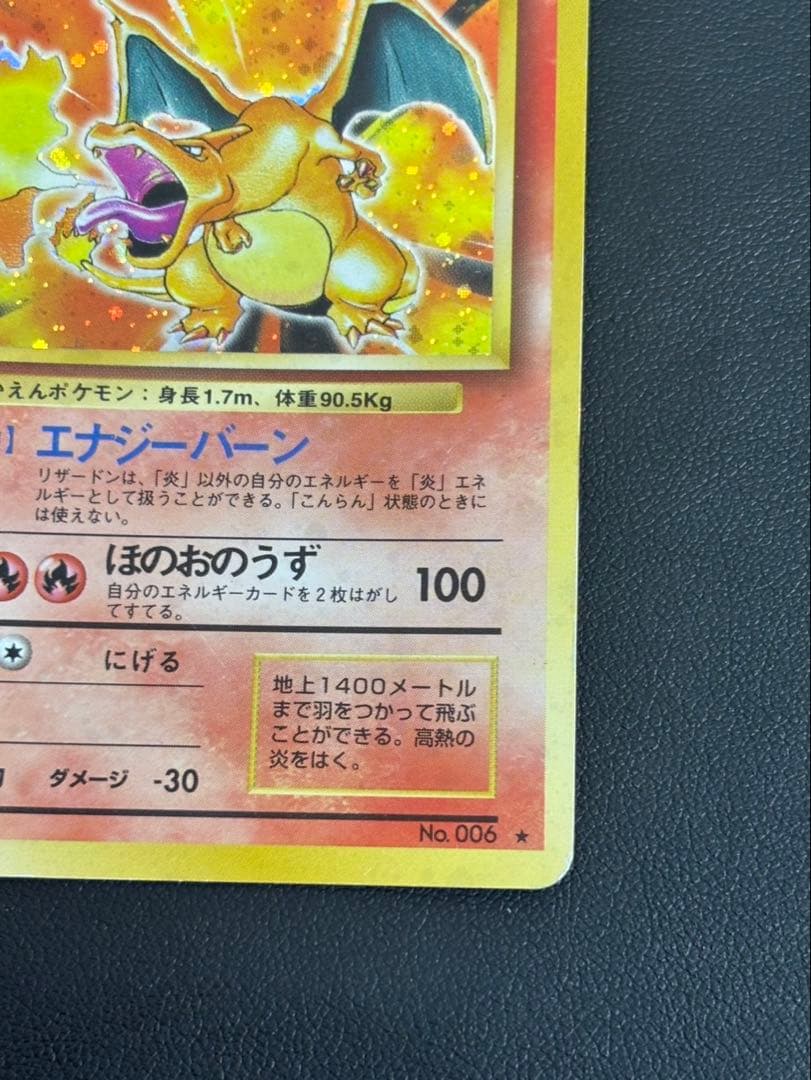 えんポケモン：身長1.7m、体重90.5Kg
】エナジーバーン
リザードンは、「炎」以外の自分のエネルギーを「炎」エネ
ルギーとして扱うことができる。「こんらん」状態のときに
は使えない。
ほのおのうず 100
自分のエネルギーカードを2枚はがし
てすてる。
にげる
地上1400メートル
まで羽をつかって飛ぶ
ことができる。高熱の
炎をはく。
ダメージ -30
No. 006 ★